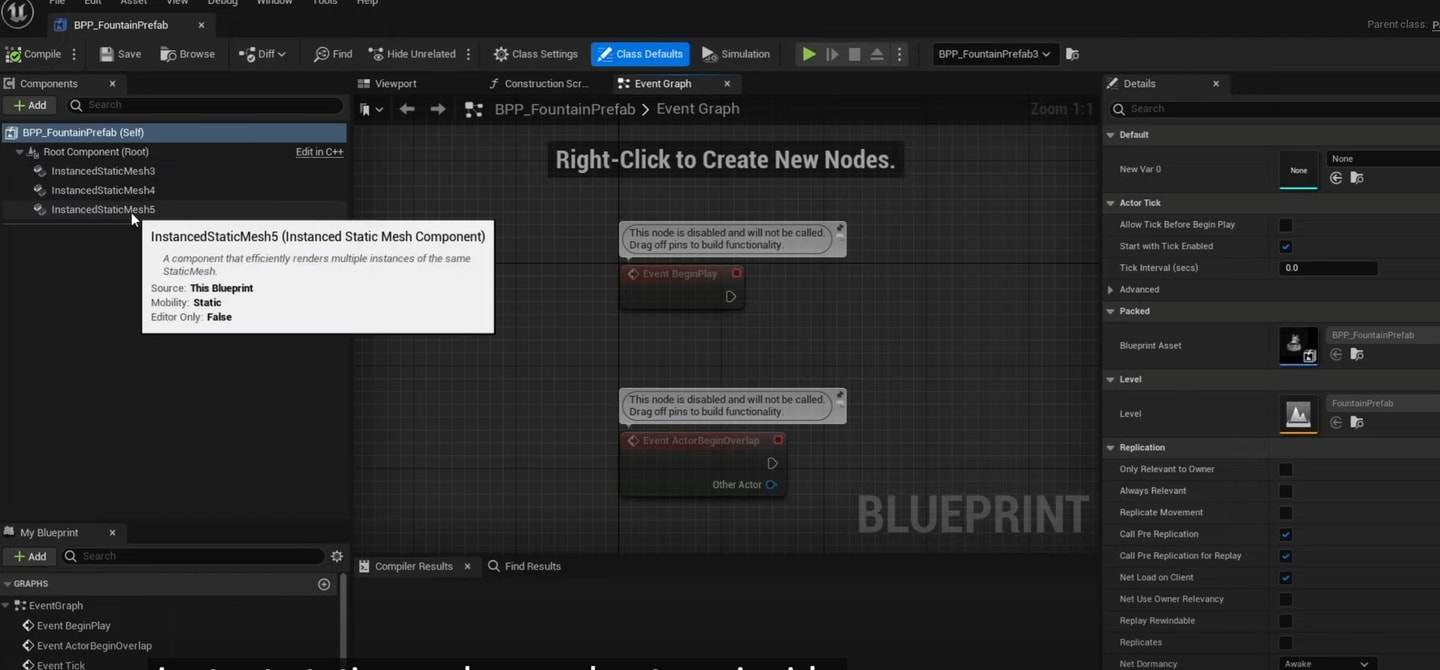 File Edit Asset View Debug Window Tools Help
BPP_FountainPrefab
Parent class:
Compile Save Browse Diff Find Hide Unrelated Class Settings Class Defaults Simulation BPP_FountainPrefab3
Components Viewport Construction Scr... Event Graph Details
Add Search BPP_FountainPrefab > Event Graph Zoom 1:1 Search
BPP_FountainPrefab (Self)
Root Component (Root) Edit in C++
InstancedStaticMesh3
InstancedStaticMesh4
InstancedStaticMesh5
InstancedStaticMesh5 (Instanced Static Mesh Component)
A component that efficiently renders multiple instances of the same
StaticMesh.
Source: This Blueprint
Mobility: Static
Editor Only: False
Right-Click to Create New Nodes.
This node is disabled and will not be called.
Drag off pins to build functionality.
Event BeginPlay
This node is disabled and will not be called.
Drag off pins to build functionality.
Event ActorBeginOverlap
Other Actor
BLUEPRINT
Default
New Var 0 None None
Actor Tick
Allow Tick Before Begin Play
Start with Tick Enabled
Tick Interval (secs) 0.0
Advanced
Packed
Blueprint Asset BPP_FountainPrefab
Level
Level FountainPrefab
Replication
Only Relevant to Owner
Always Relevant
Replicate Movement
Call Pre Replication
Call Pre Replication for Replay
Net Load on Client
Net Use Owner Relevancy
Replay Rewindable
Replicates
Net Dormancy Awake
My Blueprint
Add Search
GRAPHS
EventGraph
Event BeginPlay
Event ActorBeginOverlap
Event Tick
Compiler Results Find Results